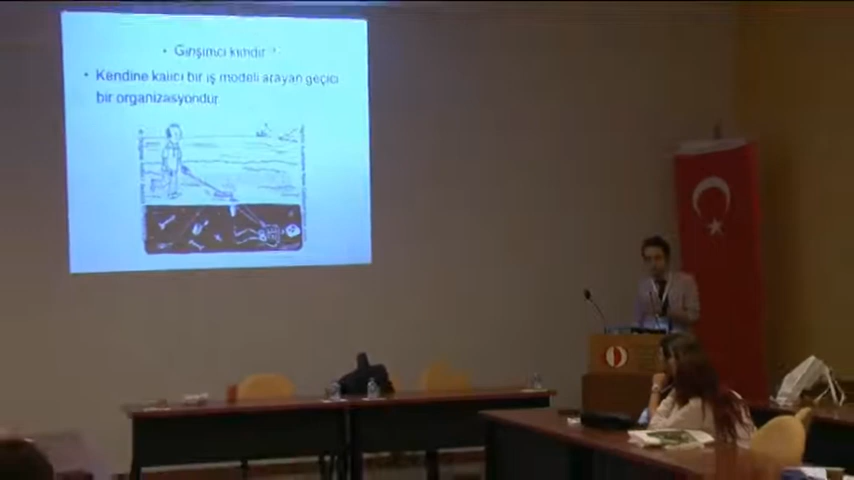 • Girişimci kimdir ?
• Kendine kalıcı bir iş modeli arayan geçici
bir organizasyondur.